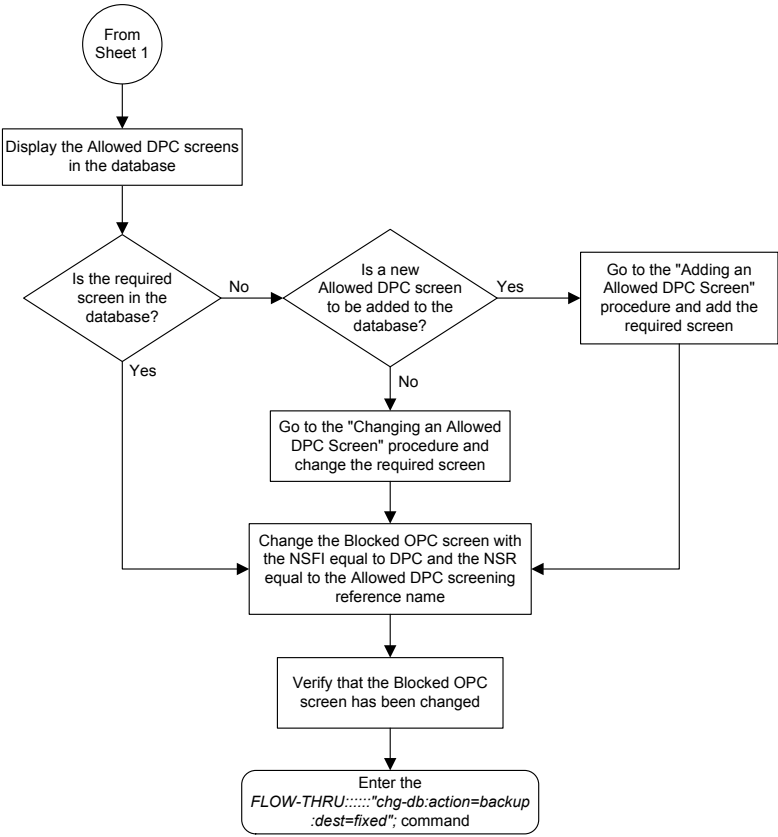 From
Sheet 1
Display the Allowed DPC screens
in the database
Is the required
screen in the
database?
No
Yes
Is a new
Allowed DPC screen
to be added to the
database?
Yes
No
Go to the "Adding an
Allowed DPC Screen"
procedure and add the
required screen
Go to the "Changing an Allowed
DPC Screen" procedure and
change the required screen
Change the Blocked OPC screen with
the NSFI equal to DPC and the NSR
equal to the Allowed DPC screening
reference name
Verify that the Blocked OPC
screen has been changed
Enter the
FLOW-THRU::::::"chg-db:action=backup
:dest=fixed"; command